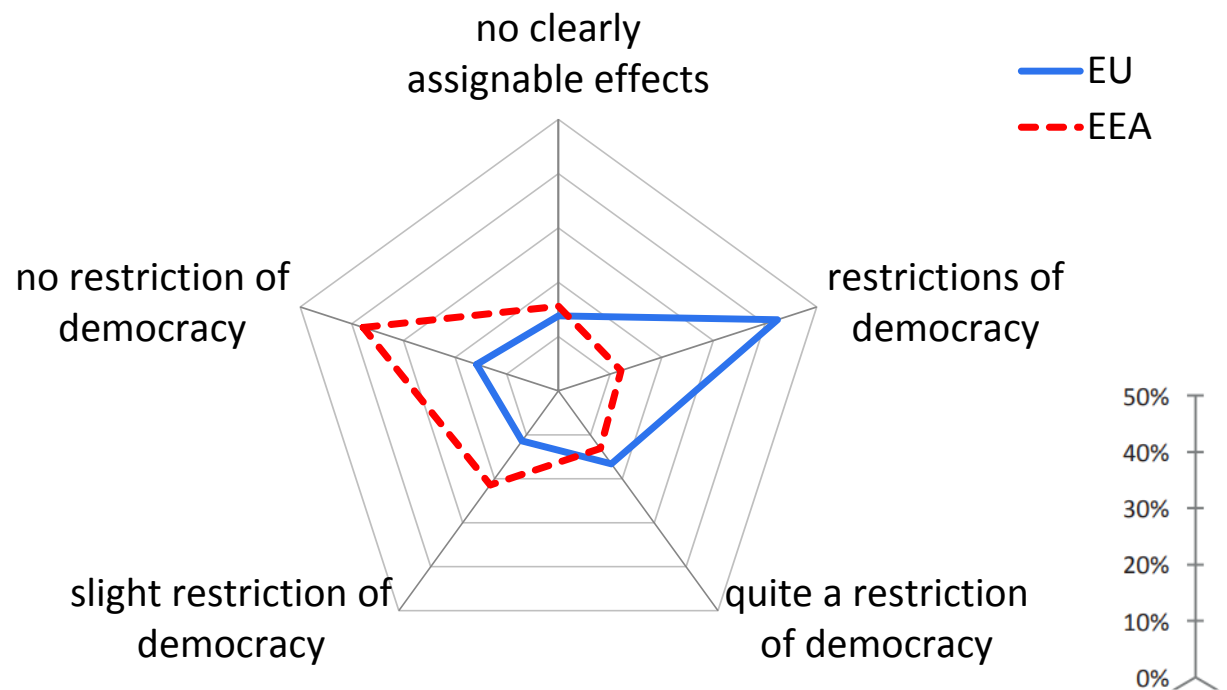 no clearly
assignable effects
EU
EEA
no restriction of
democracy
restrictions of
democracy
slight restriction of
democracy
quite a restriction
of democracy
50%
40%
30%
20%
10%
0%